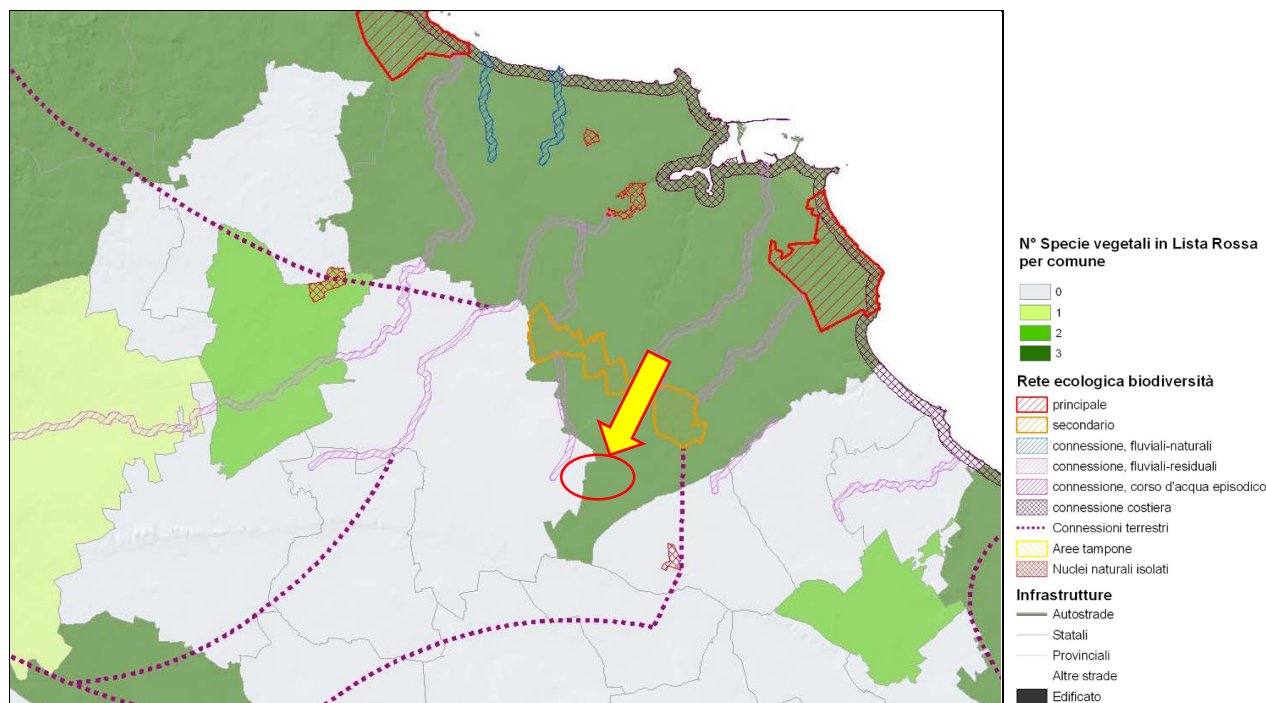 N° Specie vegetali in Lista Rossa
per comune
0
1
2
3
Rete ecologica biodiversità
principale
secondario
connessione, fluviali-naturali
connessione, fluviali-residuali
connessione, corso d'acqua episodico
connessione costiera
Connessioni terrestri
Aree tampone
Nuclei naturali isolati
Infrastrutture
Autostrade
Statali
Provinciali
Altre strade
Edificato